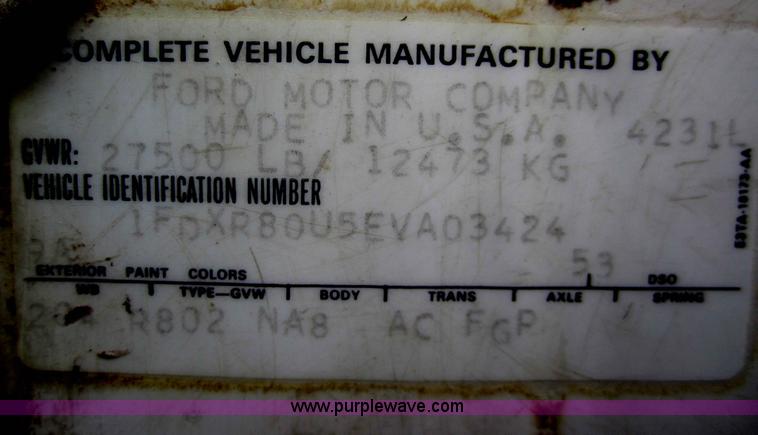 COMPLETE VEHICLE MANUFACTURED BY
FORD MOTOR COMPANY
MADE IN U.S.A. 4231L
GVWR: 27500 LB/ 12473 KG
VEHICLE IDENTIFICATION NUMBER
1FDXR80U5EVA03424
53
EXTERIOR PAINT COLORS DSO
WB TYPE—GVW BODY TRANS AXLE SPRING
R802 NA8 AC FGP
E3TA-10173-AA
www.purplewave.com